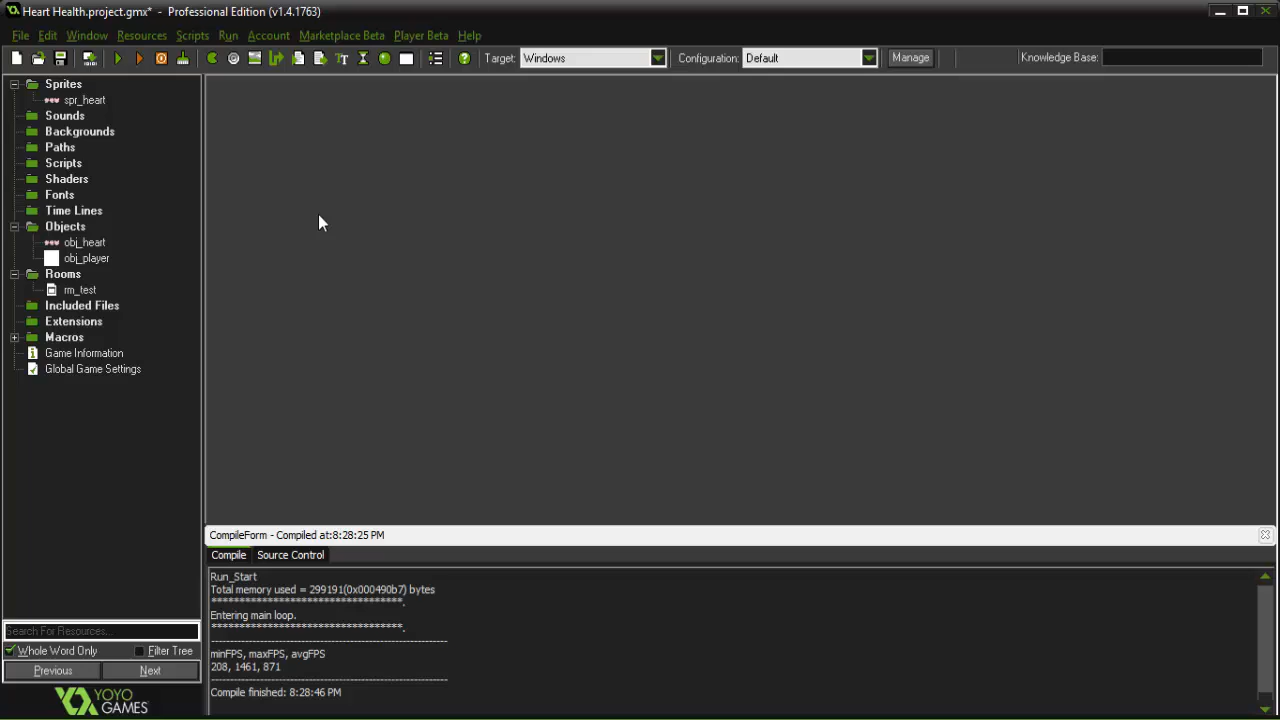 Heart Health.project.gmx* - Professional Edition (v1.4.1763)
File Edit Window Resources Scripts Run Account Marketplace Beta Player Beta Help
Target: Windows Configuration: Default Manage Knowledge Base:
Sprites
spr_heart
Sounds
Backgrounds
Paths
Scripts
Shaders
Fonts
Time Lines
Objects
obj_heart
obj_player
Rooms
rm_test
Included Files
Extensions
Macros
Game Information
Global Game Settings
Search For Resources...
Whole Word Only Filter Tree
Previous Next
YOYO
GAMES
CompileForm - Compiled at:8:28:25 PM
Compile Source Control
Run_Start
Total memory used = 299191(0x000490b7) bytes
**********************************.
Entering main loop.
**********************************.
---------------------------------------------------------------
minFPS, maxFPS, avgFPS
208, 1461, 871
---------------------------------------------------------------
Compile finished: 8:28:46 PM